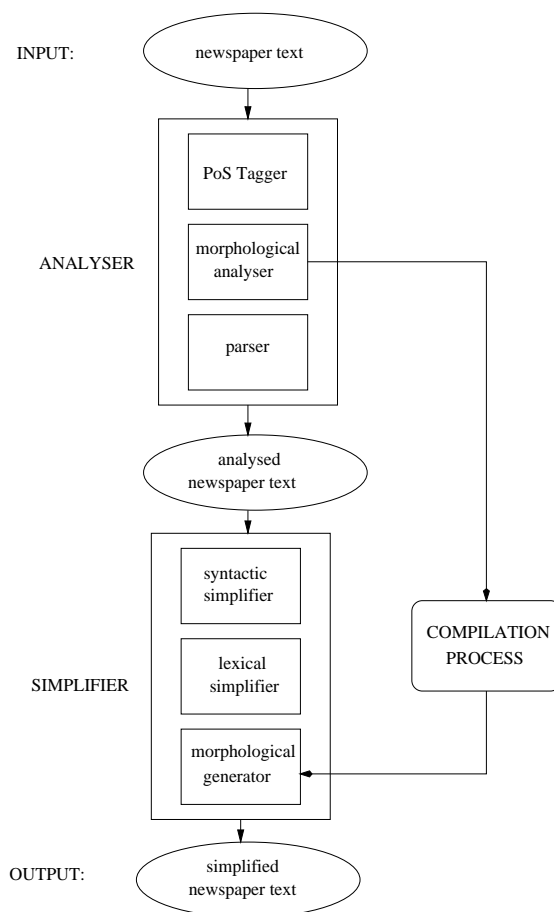 INPUT:
newspaper text
PoS Tagger
ANALYSER
morphological
analyser
parser
analysed
newspaper text
syntactic
simplifier
COMPILATION
PROCESS
SIMPLIFIER
lexical
simplifier
morphological
generator
OUTPUT:
simplified
newspaper text